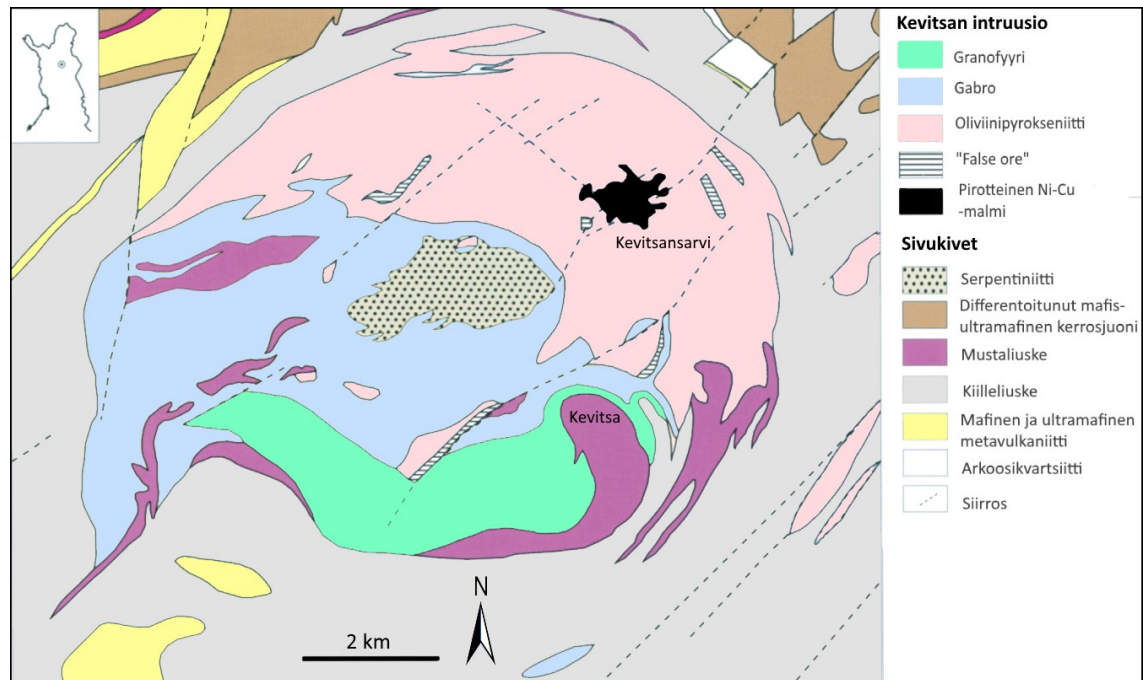 Kevitsan intruusio
Granofyyri
Gabro
Oliviinipyrokseniitti
"False ore"
Pirotteinen Ni-Cu
-malmi
Sivukivet
Serpentiniitti
Differentoitunut mafis-
ultramafinen kerrosjuoni
Mustaliuske
Kiilleliuske
Mafinen ja ultramafinen
metavulkaniitti
Arkoosikvartsiitti
Siirros
Kevitsansarvi
Kevitsa
N
2 km